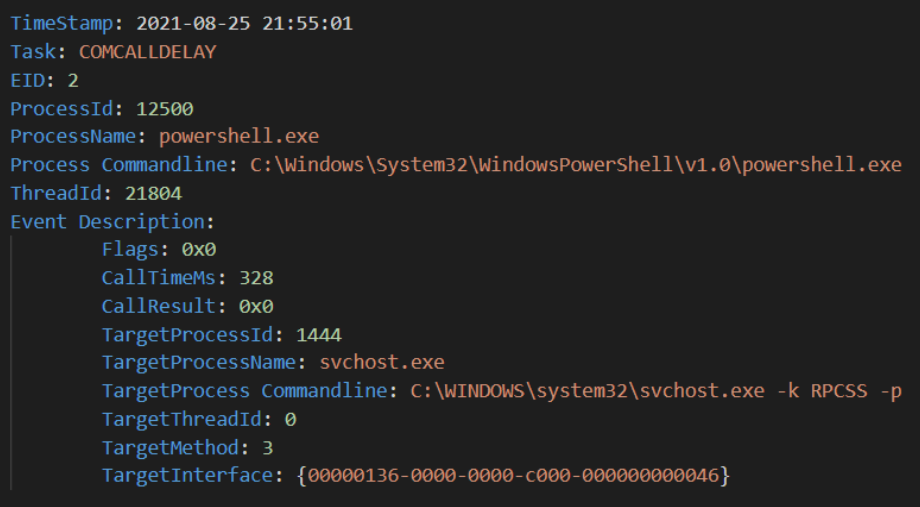 TimeStamp: 2021-08-25 21:55:01
Task: COMCALLDELAY
EID: 2
ProcessId: 12500
ProcessName: powershell.exe
Process Commandline: C:\Windows\System32\WindowsPowerShell\v1.0\powershell.exe
ThreadId: 21804
Event Description:
Flags: 0x0
CallTimeMs: 328
CallResult: 0x0
TargetProcessId: 1444
TargetProcessName: svchost.exe
TargetProcess Commandline: C:\WINDOWS\system32\svchost.exe -k RPCSS -p
TargetThreadId: 0
TargetMethod: 3
TargetInterface: {00000136-0000-0000-c000-000000000046}